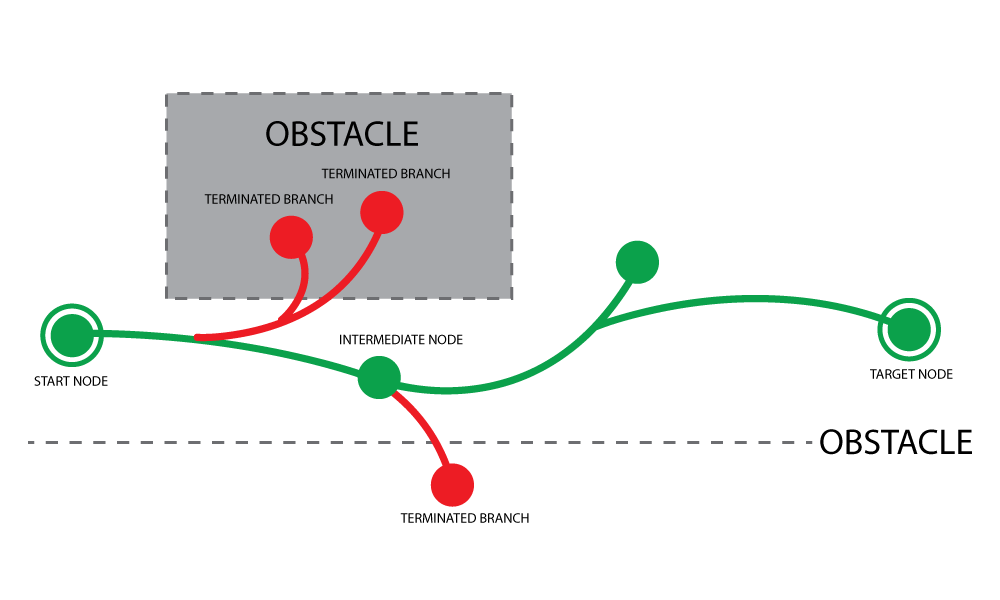 OBSTACLE
TERMINATED BRANCH
TERMINATED BRANCH
INTERMEDIATE NODE
START NODE
TARGET NODE
OBSTACLE
TERMINATED BRANCH